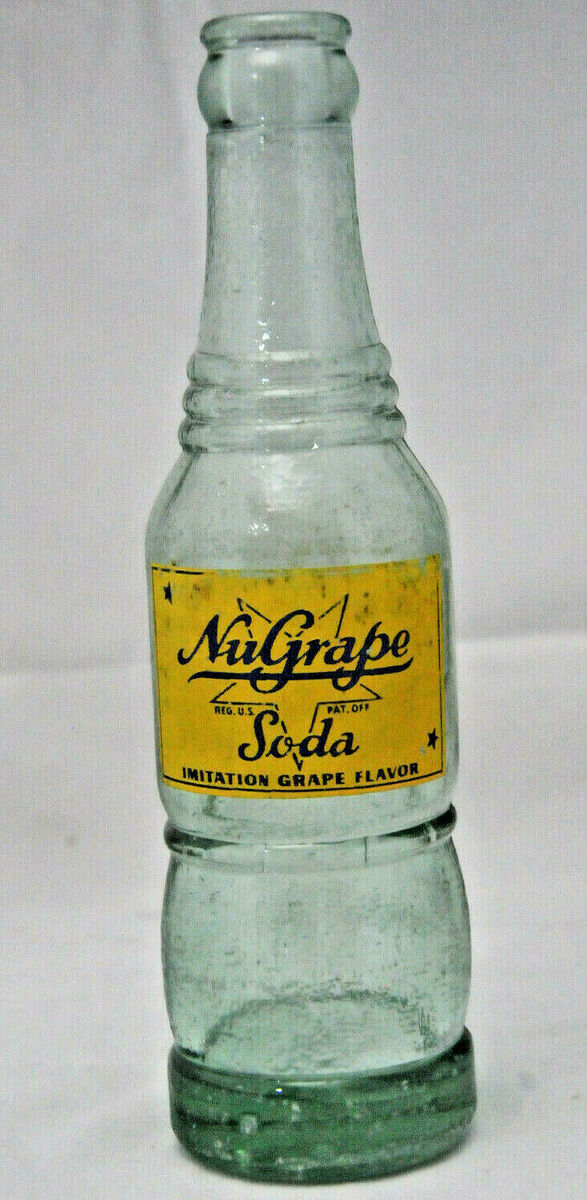 NuGrape
REG. U.S. PAT. OFF
Soda
IMITATION GRAPE FLAVOR